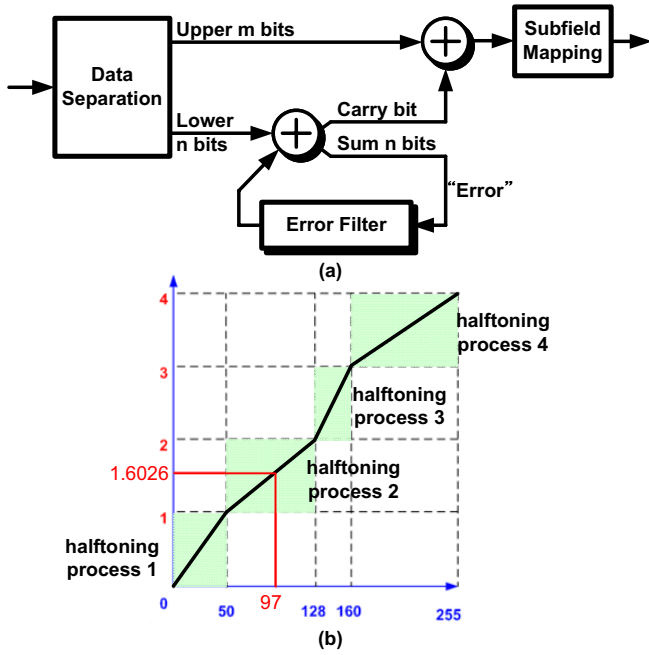 Upper m bits
Data
Separation
Subfield
Mapping
Lower
n bits
Carry bit
Sum n bits
“Error”
Error Filter
(a)
4
halftoning
process 4
3
halftoning
process 3
2
1.6026
halftoning
process 2
1
halftoning
process 1
0
50
97
128
160
255
(b)